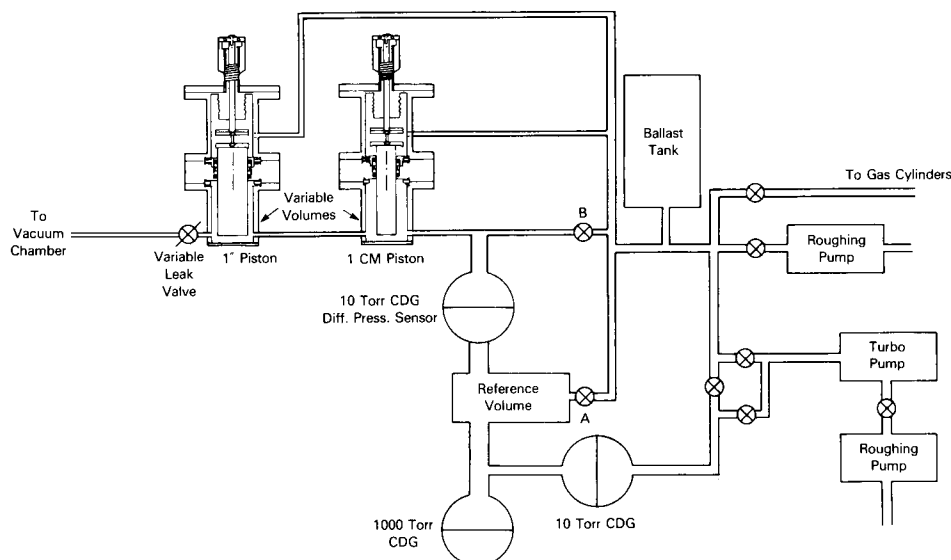 Ballast
Tank
To Gas Cylinders
Variable
Volumes
B
To
Vacuum
Chamber
Roughing
Pump
Variable
Leak
Valve
1" Piston
1 CM Piston
10 Torr CDG
Diff. Press. Sensor
Turbo
Pump
Reference
Volume
A
Roughing
Pump
1000 Torr
CDG
10 Torr CDG